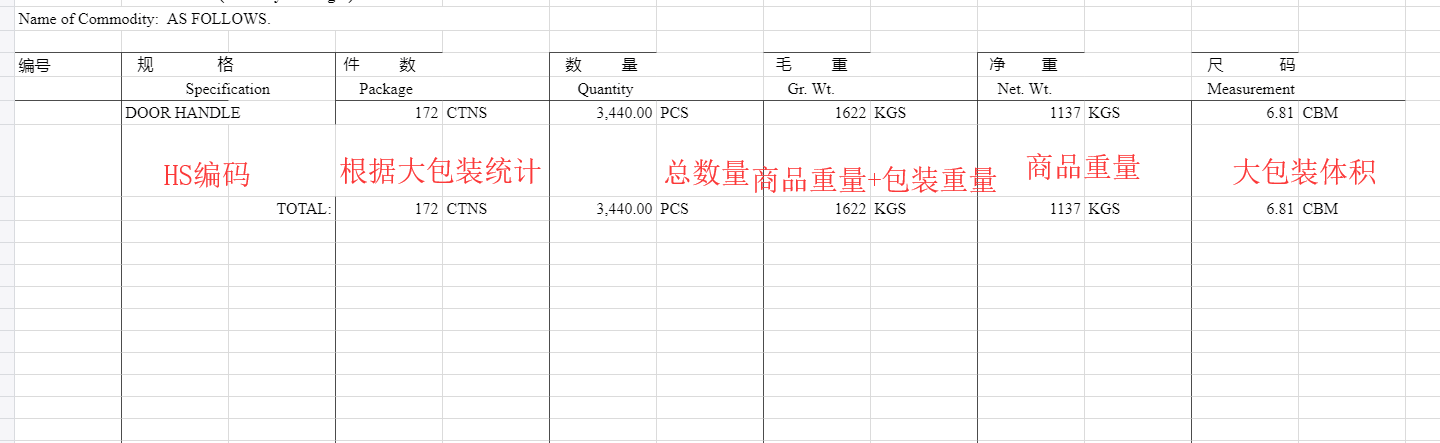 Name of Commodity:  AS FOLLOWS.
编号 规 格 件 数 数 量 毛 重 净 重 尺 码
Specification Package Quantity Gr. Wt. Net. Wt. Measurement
DOOR HANDLE 172 CTNS 3,440.00 PCS 1622 KGS 1137 KGS 6.81 CBM
HS编码 根据大包装统计 总数量 商品重量+包装重量 商品重量 大包装体积
TOTAL: 172 CTNS 3,440.00 PCS 1622 KGS 1137 KGS 6.81 CBM